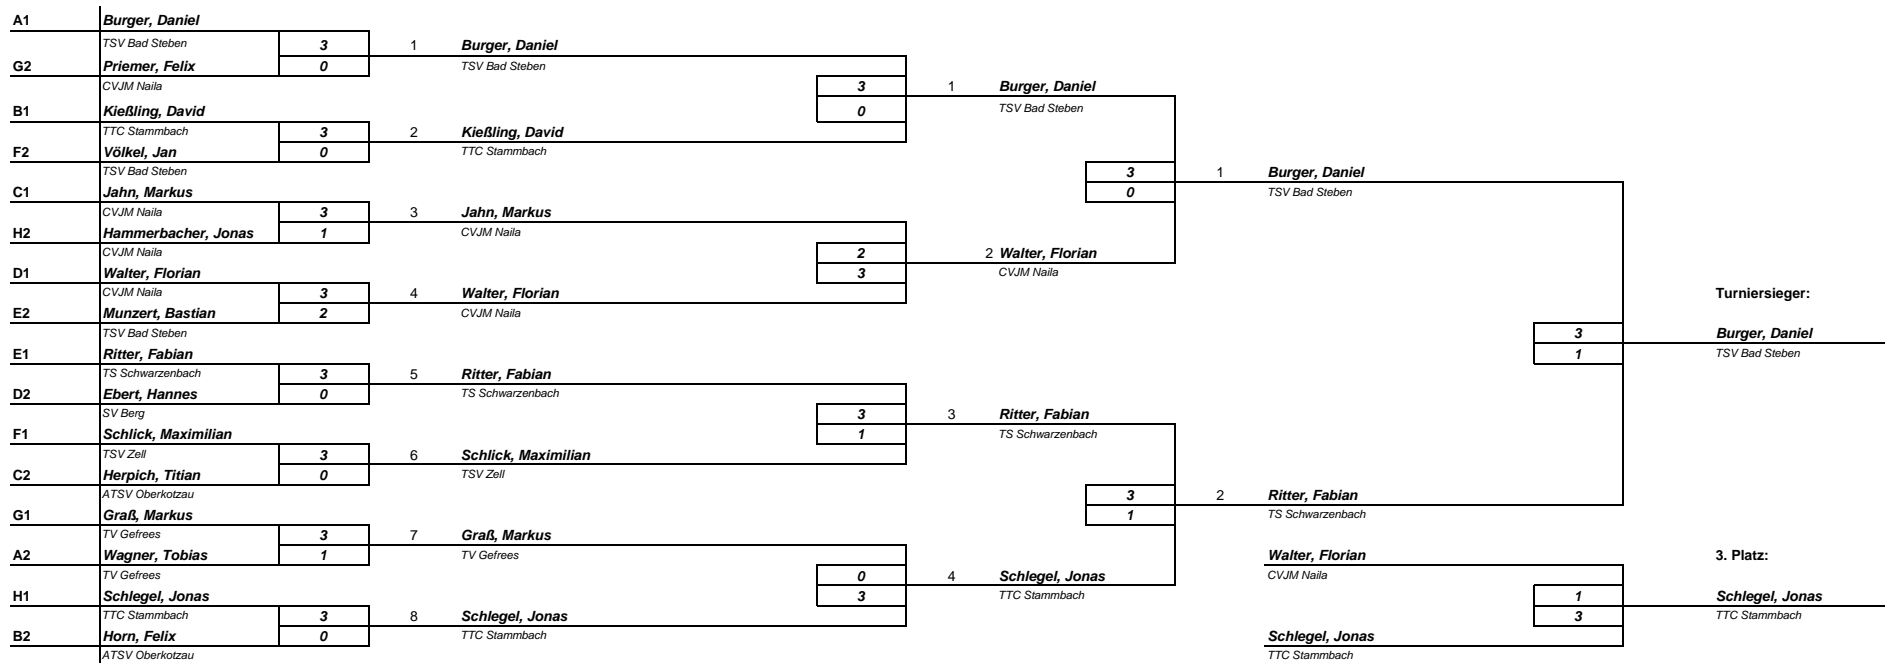 A1 Burger, Daniel
TSV Bad Steben 3 1 Burger, Daniel
G2 Priemer, Felix 0 TSV Bad Steben
CVJM Naila 3 1 Burger, Daniel
B1 Kießling, David 0 TSV Bad Steben
TTC Stammbach 3 2 Kießling, David
F2 Völkel, Jan 0 TTC Stammbach
TSV Bad Steben 3 1 Burger, Daniel
C1 Jahn, Markus 0 TSV Bad Steben
CVJM Naila 3 3 Jahn, Markus
H2 Hammerbacher, Jonas 1 CVJM Naila
CVJM Naila 2 2 Walter, Florian
D1 Walter, Florian 3 CVJM Naila
CVJM Naila 3 4 Walter, Florian Turniersieger:
E2 Munzert, Bastian 2 CVJM Naila
TSV Bad Steben 3 Burger, Daniel
E1 Ritter, Fabian 1 TSV Bad Steben
TS Schwarzenbach 3 5 Ritter, Fabian
D2 Ebert, Hannes 0 TS Schwarzenbach
SV Berg 3 3 Ritter, Fabian
F1 Schlick, Maximilian 1 TS Schwarzenbach
TSV Zell 3 6 Schlick, Maximilian
C2 Herpich, Titian 0 TSV Zell
ATSV Oberkotzau 3 2 Ritter, Fabian
G1 Graß, Markus 1 TS Schwarzenbach
TV Gefrees 3 7 Graß, Markus
A2 Wagner, Tobias 1 TV Gefrees Walter, Florian 3. Platz:
TV Gefrees 0 4 Schlegel, Jonas CVJM Naila
H1 Schlegel, Jonas 3 TTC Stammbach 1 Schlegel, Jonas
TTC Stammbach 3 8 Schlegel, Jonas 3 TTC Stammbach
B2 Horn, Felix 0 TTC Stammbach Schlegel, Jonas
ATSV Oberkotzau TTC Stammbach